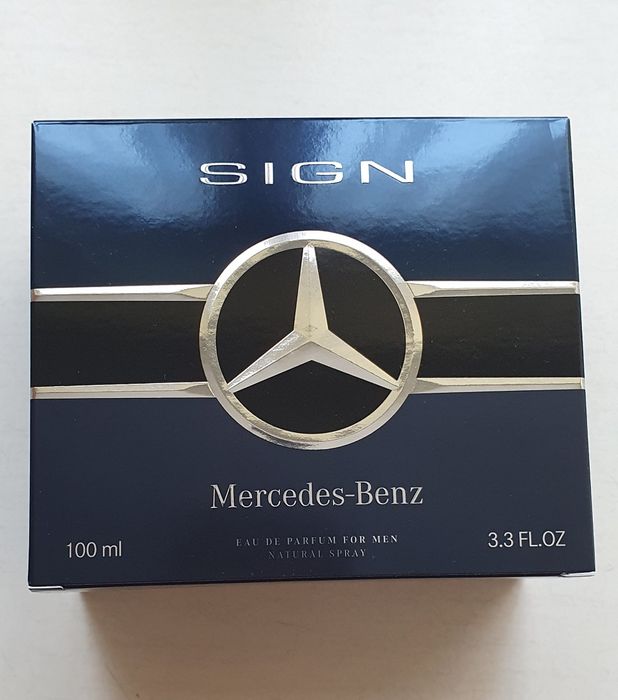 SIGN
Mercedes-Benz
EAU DE PARFUM FOR MEN
NATURAL SPRAY
100 ml
3.3 FL.OZ